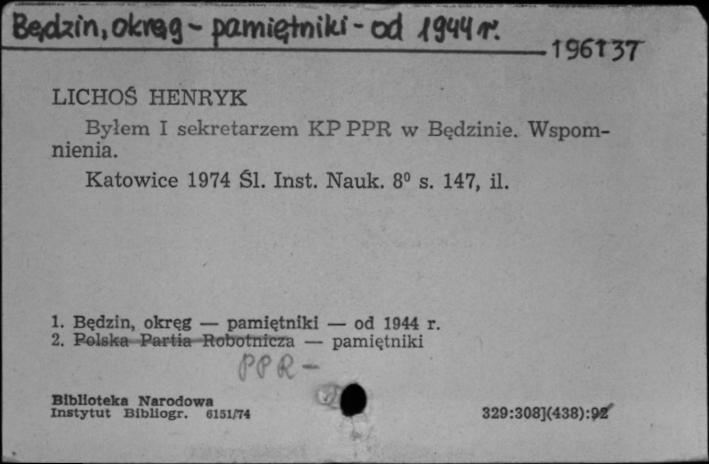 Będzin, okręg - pamiętniki - od 1944 r.
196137
LICHOŚ HENRYK
Byłem I sekretarzem KP PPR w Będzinie. Wspom-
nienia.
Katowice 1974 Śl. Inst. Nauk. 8⁰ s. 147, il.
1. Będzin, okręg — pamiętniki — od 1944 r.
2. Polska Partia Robotnicza — pamiętniki
PPR -
Biblioteka Narodowa
Instytut Bibliogr. 6151/74
329:308](438):92